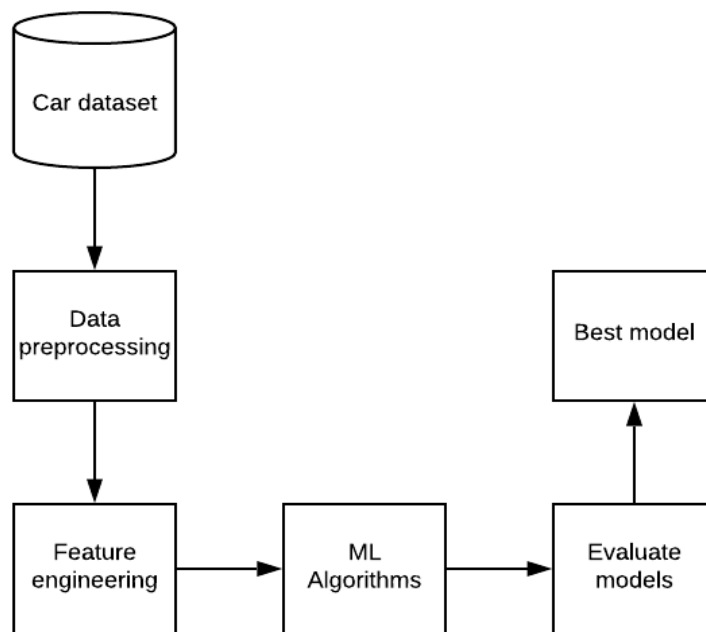 Car dataset
Data
preprocessing
Feature
engineering
ML
Algorithms
Evaluate
models
Best model